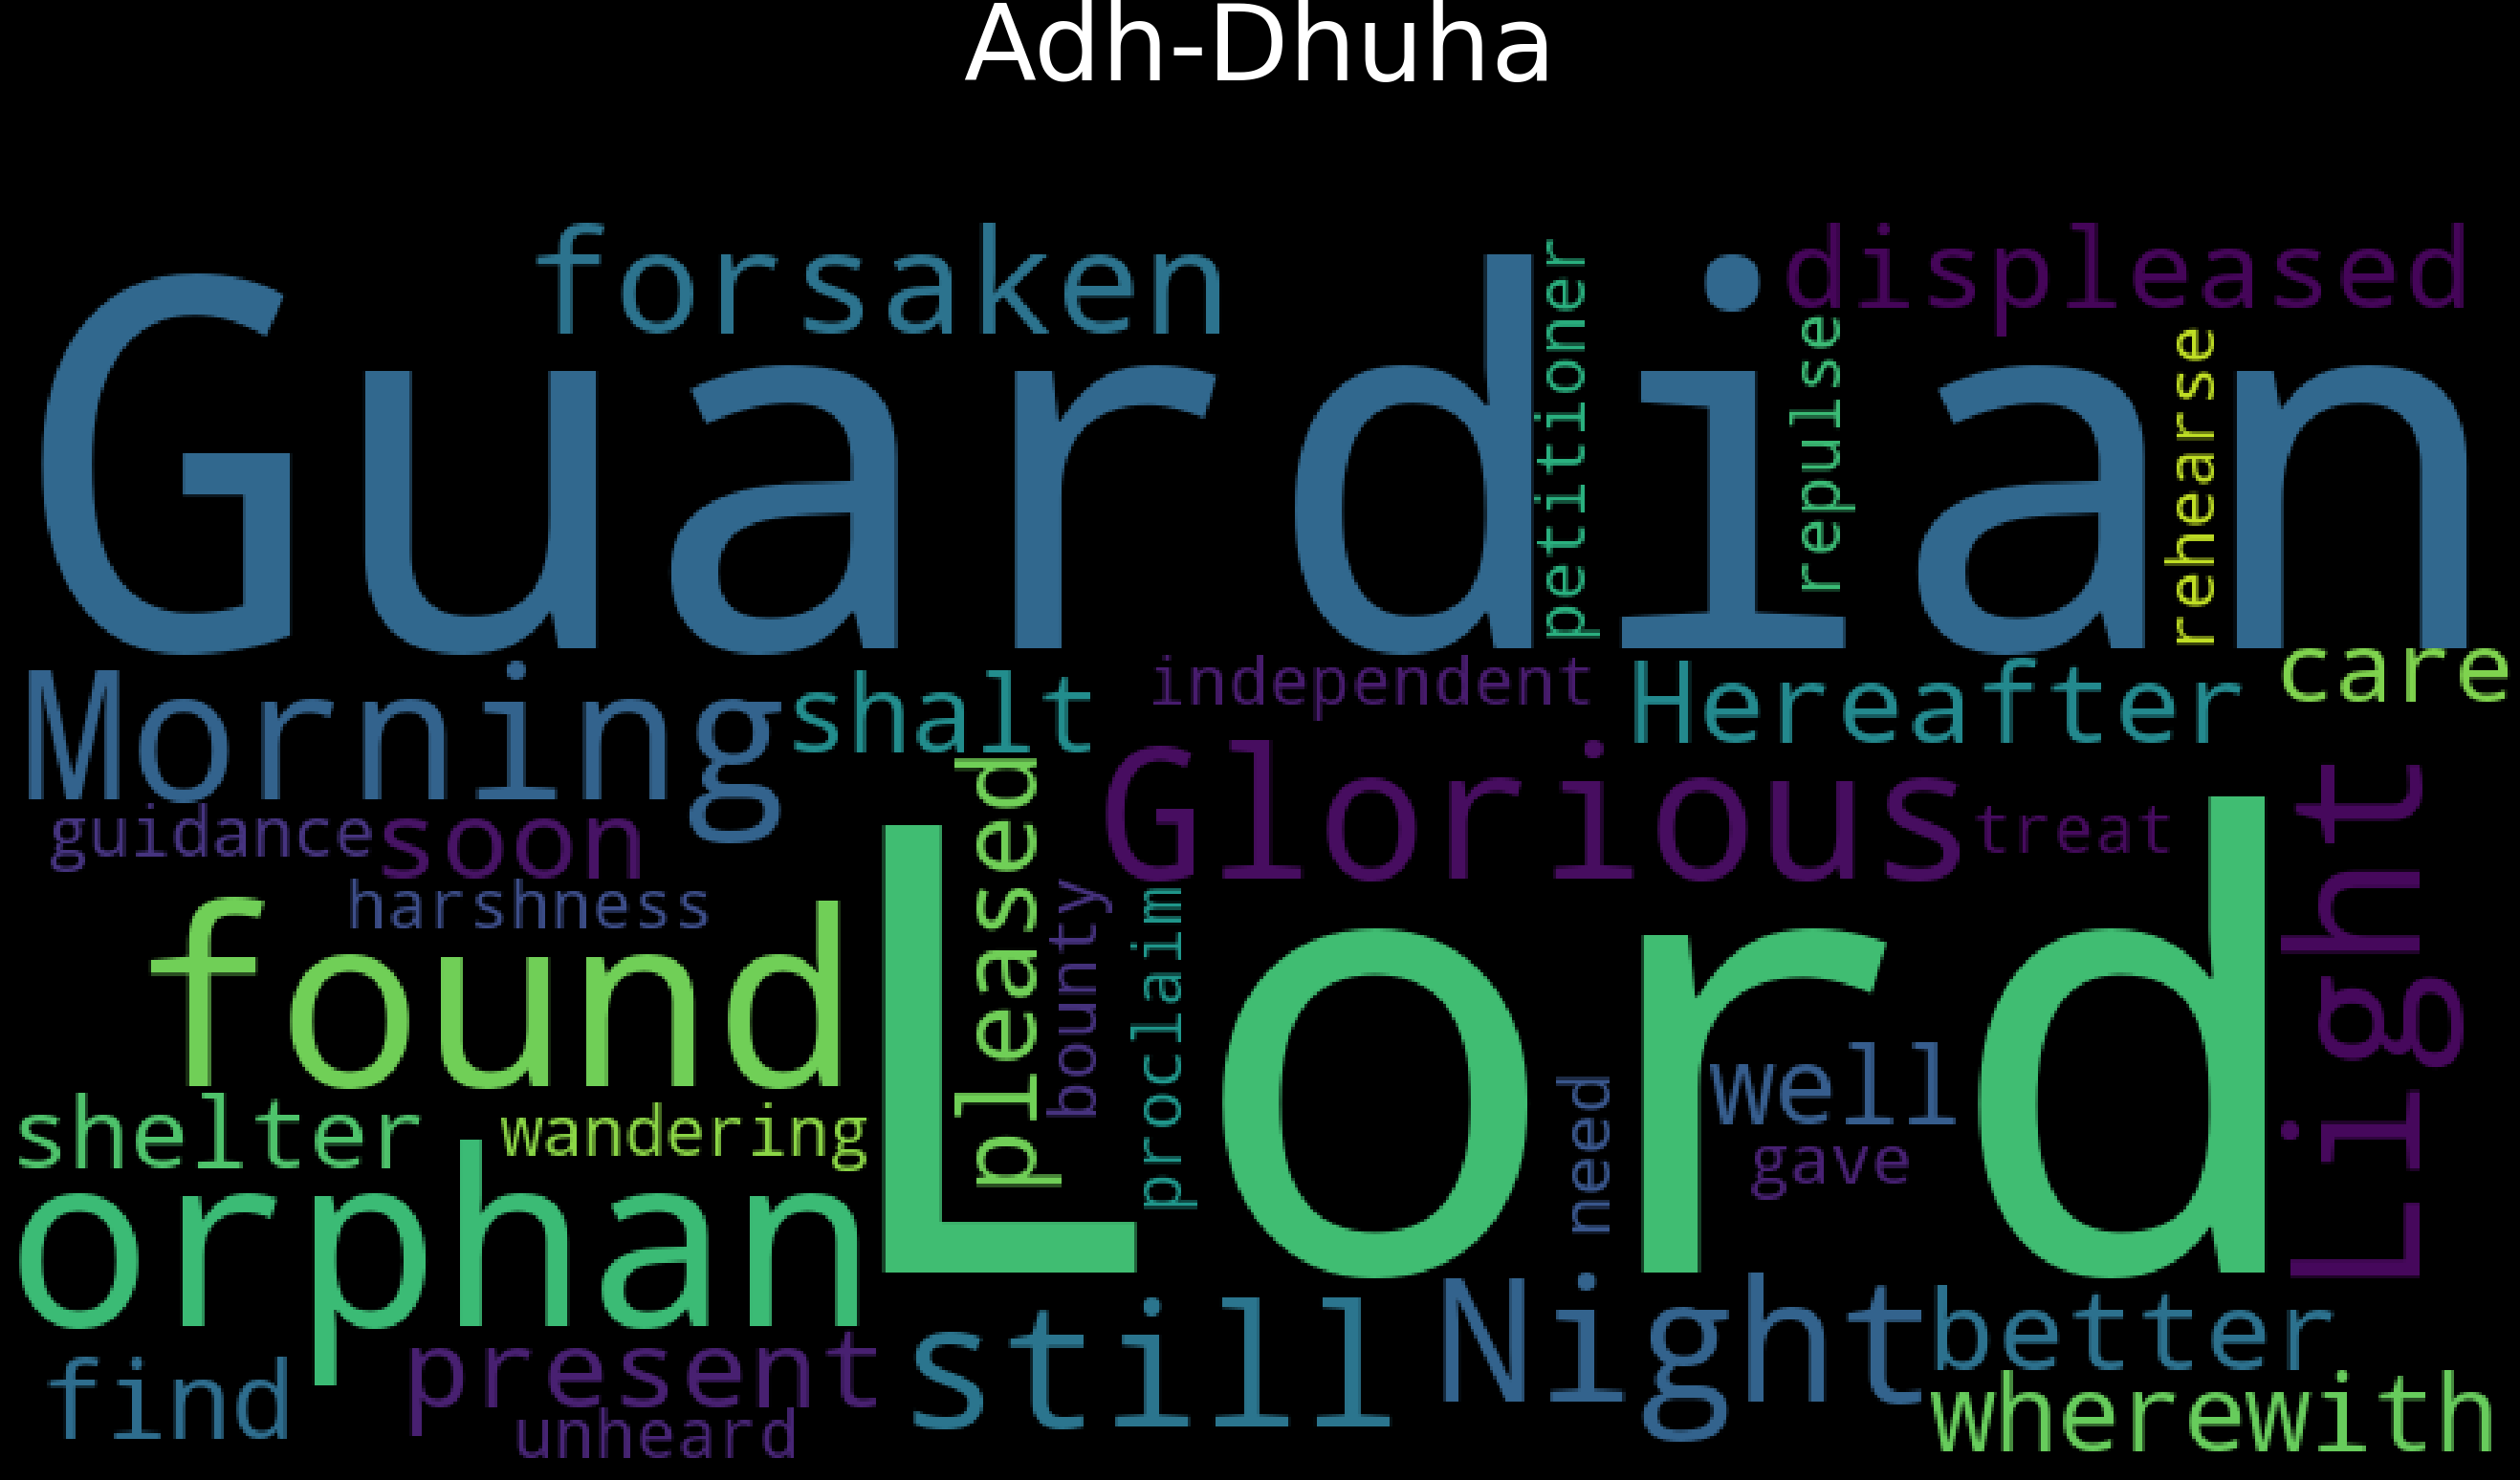 Adh-Dhuha
forsaken
displeased
Guardian
petitioner
repulse
rehearse
Morning
shalt
independent
Hereafter
care
pleased
Glorious
treat
Light
guidance
soon
harshness
bounty
proclaim
found
Lord
shelter
wandering
need
well
gave
orphan
still
Night
better
find
present
wherewith
unheard